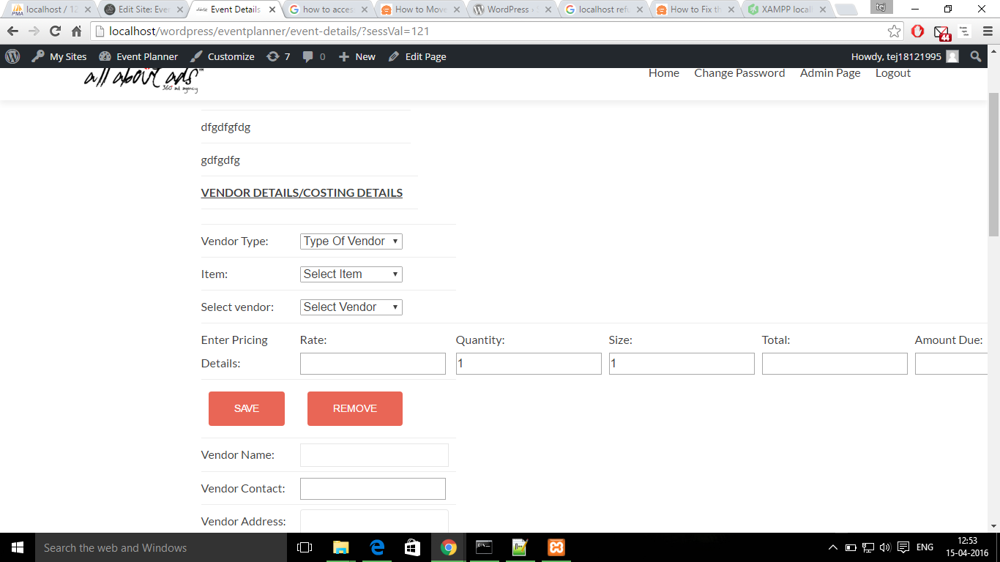 tej
localhost / 12
Edit Site: Even
Event Details
how to access
How to Move
WordPress ›
localhost refu
How to Fix th
XAMPP locall
localhost/wordpress/eventplanner/event-details/?sessVal=121
44
My Sites
Event Planner
Customize
7
0
New
Edit Page
Howdy, tej18121995
all about ads™
360° ad agency
Home
Change Password
Admin Page
Logout
dfgdfgfdg
gdfgdfg
VENDOR DETAILS/COSTING DETAILS
Vendor Type:
Type Of Vendor
Item:
Select Item
Select vendor:
Select Vendor
Enter Pricing
Details:
Rate:
Quantity:
1
Size:
1
Total:
Amount Due:
SAVE
REMOVE
Vendor Name:
Vendor Contact:
Vendor Address:
Search the web and Windows
ENG
12:53
15-04-2016